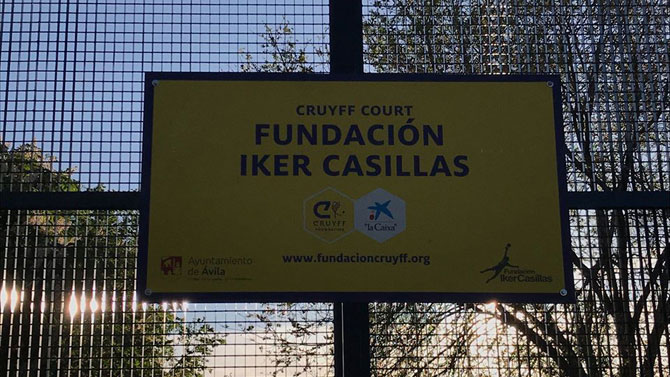 CRUYFF COURT
FUNDACIÓN
IKER CASILLAS
CRUYFF
"la Caixa"
www.fundacioncruyff.org
Ayuntamiento
de Ávila
Fundación
IkerCasillas